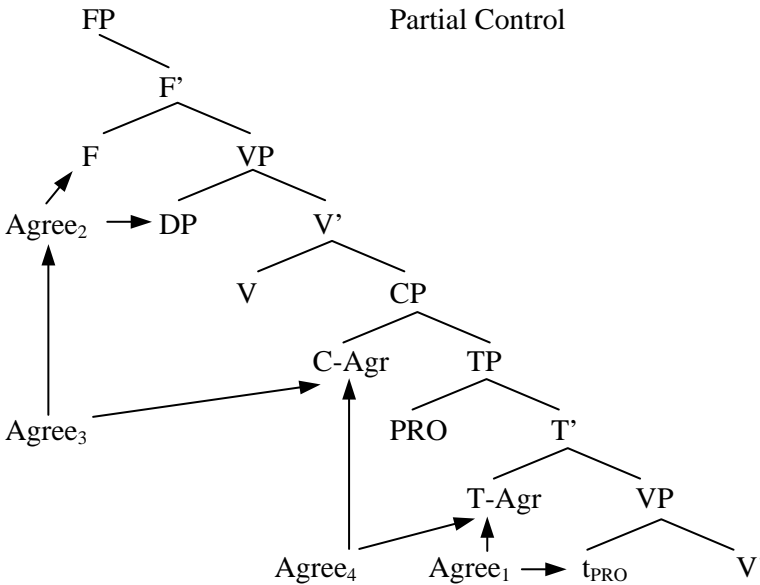 FP Partial Control
F’
F VP
Agree₂ DP V’
V CP
C-Agr TP
Agree₃ PRO T’
T-Agr VP
Agree₄ Agree₁ tPRO V